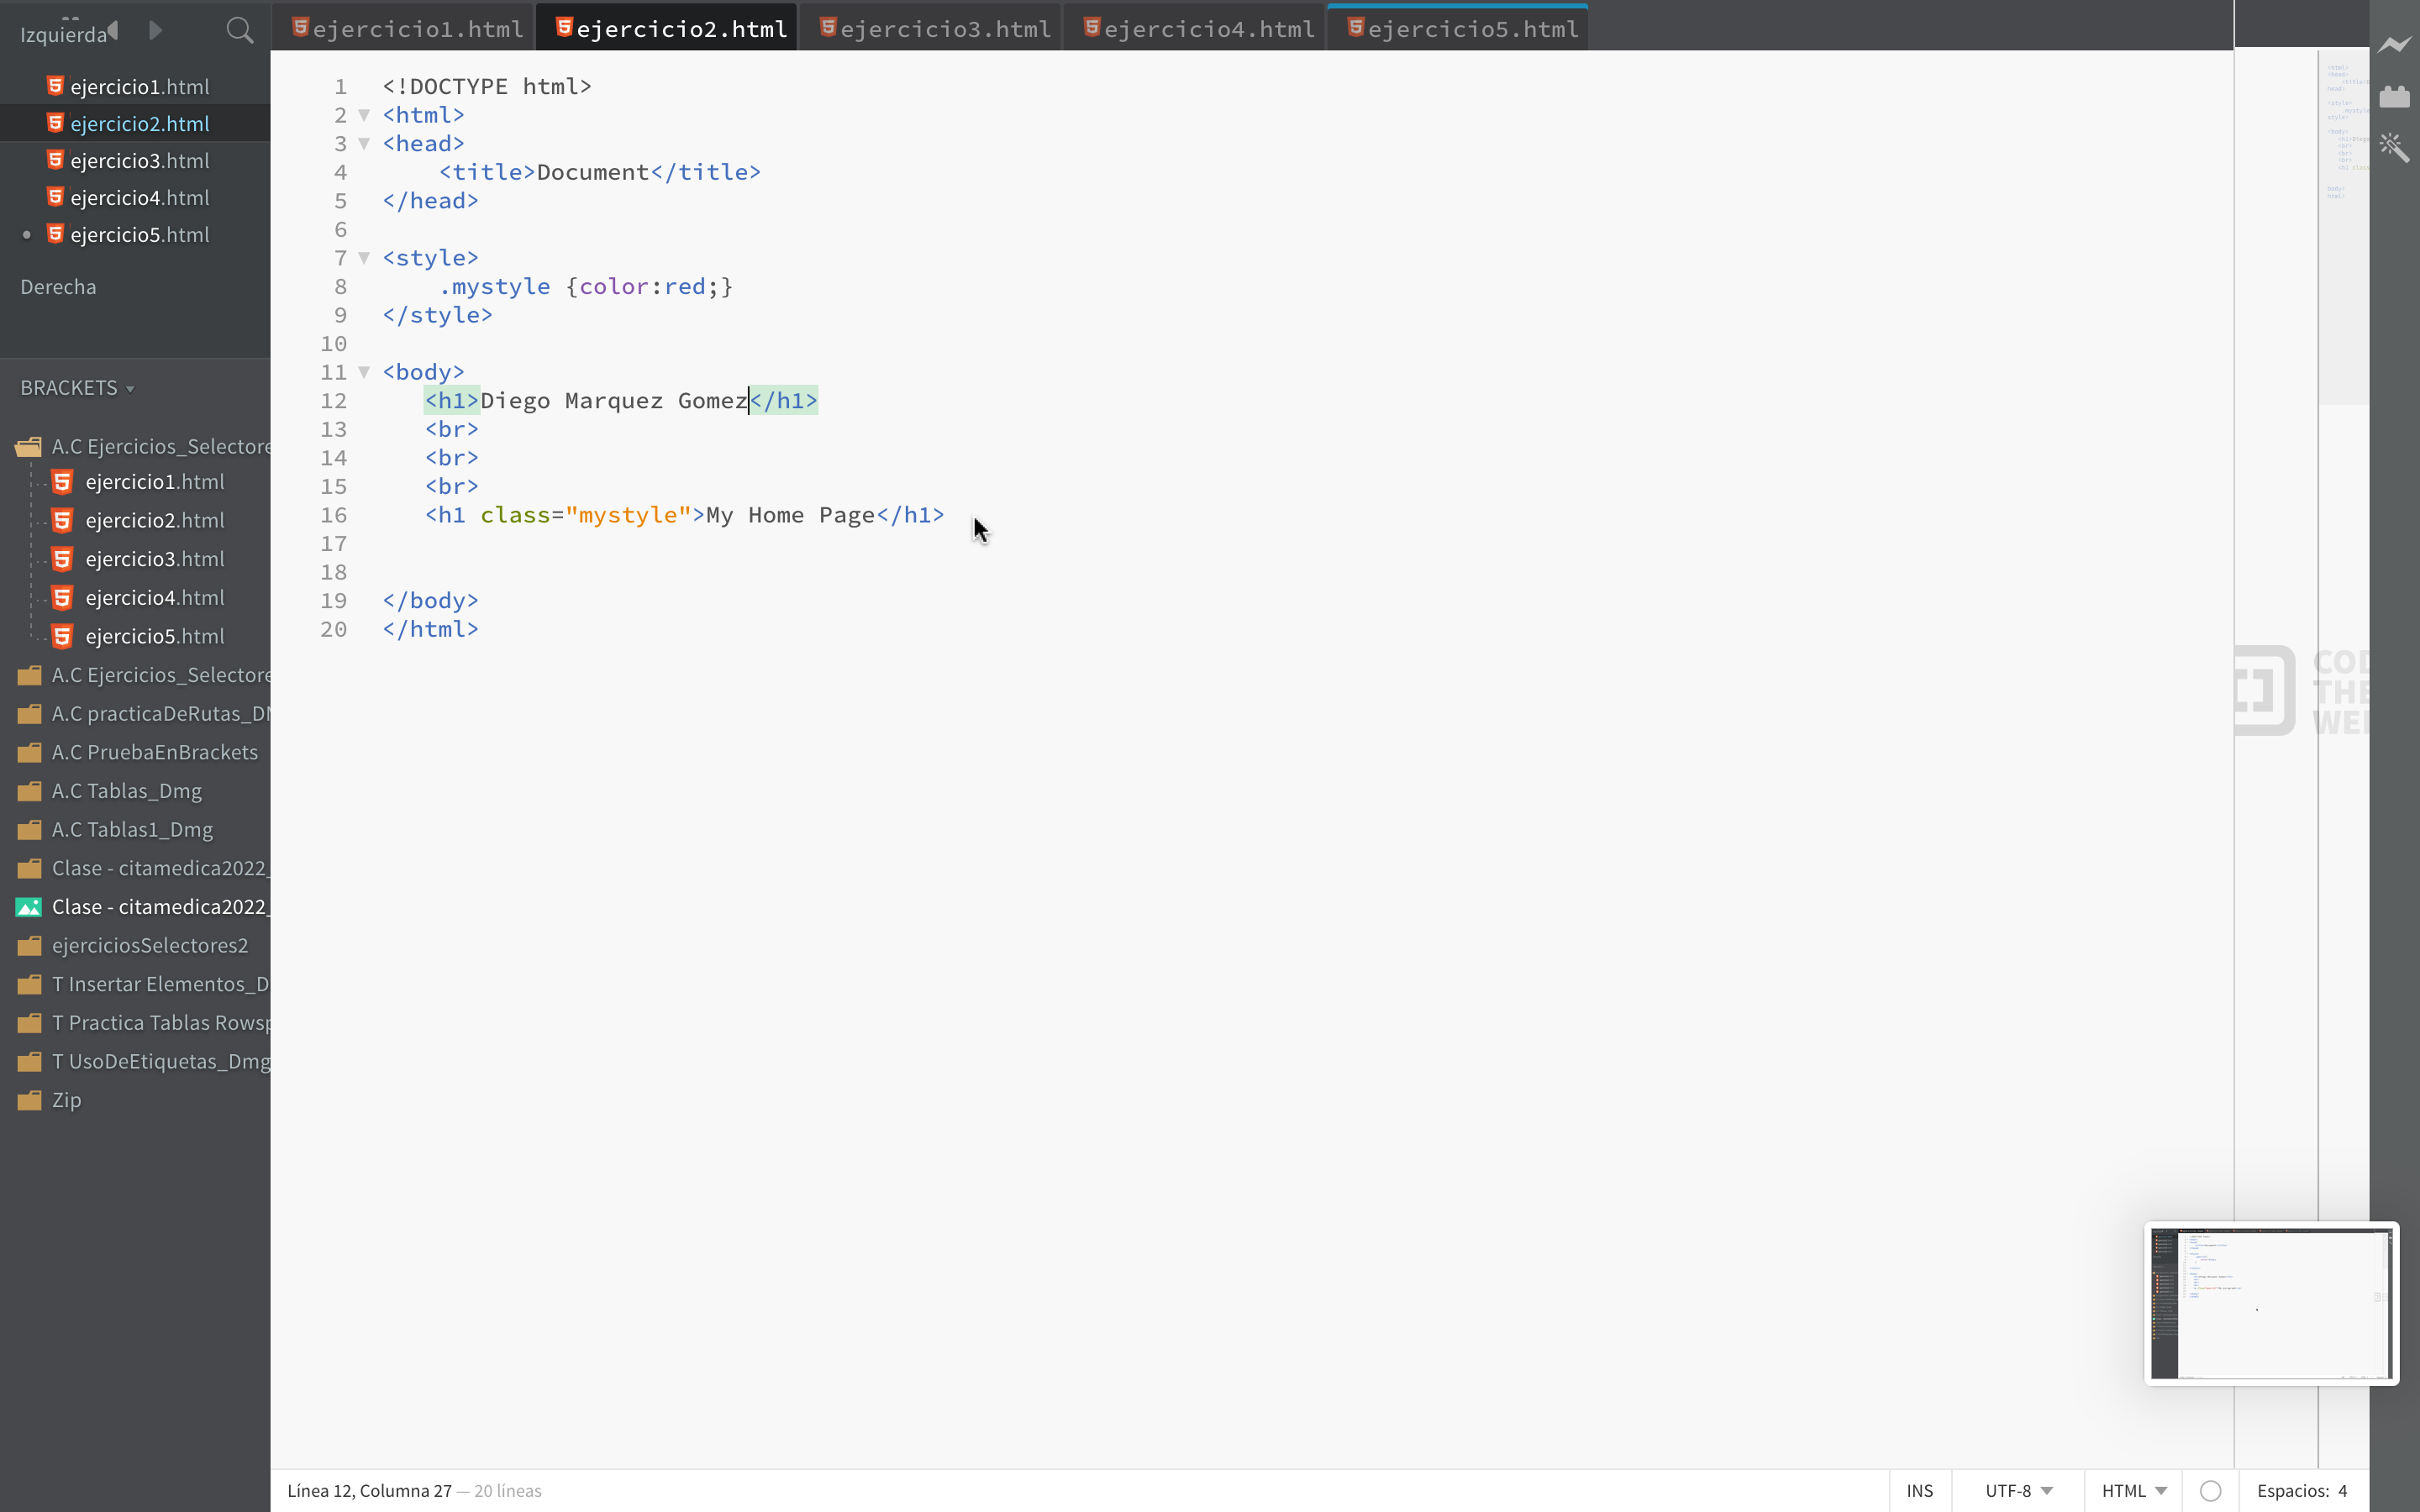 Izquierda
ejercicio1.html
ejercicio2.html
ejercicio3.html
ejercicio4.html
ejercicio5.html
ejercicio1.html
ejercicio2.html
ejercicio3.html
ejercicio4.html
ejercicio5.html
Derecha
BRACKETS
A.C Ejercicios_Selectore
ejercicio1.html
ejercicio2.html
ejercicio3.html
ejercicio4.html
ejercicio5.html
A.C Ejercicios_Selectore
A.C practicaDeRutas_D
A.C PruebaEnBrackets
A.C Tablas_Dmg
A.C Tablas1_Dmg
Clase - citamedica2022_
Clase - citamedica2022_
ejerciciosSelectores2
T Insertar Elementos_D
T Practica Tablas Rowsp
T UsoDeEtiquetas_Dmg
Zip
1 <!DOCTYPE html>
2 <html>
3 <head>
4 <title>Document</title>
5 </head>
6
7 <style>
8 .mystyle {color:red;}
9 </style>
10
11 <body>
12 <h1>Diego Marquez Gomez</h1>
13 <br>
14 <br>
15 <br>
16 <h1 class="mystyle">My Home Page</h1>
17
18
19 </body>
20 </html>
COD
THE
WEB
Línea 12, Columna 27 — 20 líneas
INS
UTF-8
HTML
Espacios: 4